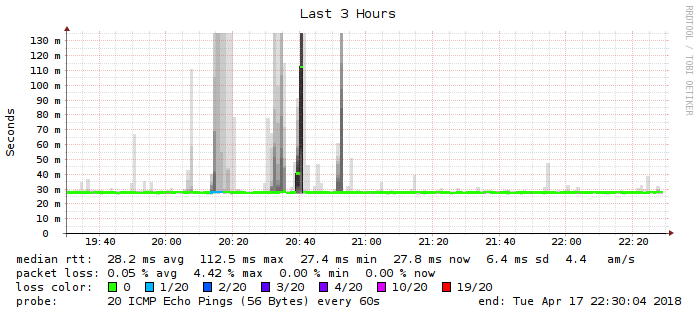 Last 3 Hours
RRDTOOL / TOBI OETIKER
Seconds
130 m
120 m
110 m
100 m
90 m
80 m
70 m
60 m
50 m
40 m
30 m
20 m
10 m
0
19:40 20:00 20:20 20:40 21:00 21:20 21:40 22:00 22:20
median rtt: 28.2 ms avg 112.5 ms max 27.4 ms min 27.8 ms now 6.4 ms sd 4.4 am/s
packet loss: 0.05 % avg 4.42 % max 0.00 % min 0.00 % now
loss color: 0 1/20 2/20 3/20 4/20 10/20 19/20
probe: 20 ICMP Echo Pings (56 Bytes) every 60s end: Tue Apr 17 22:30:04 2018